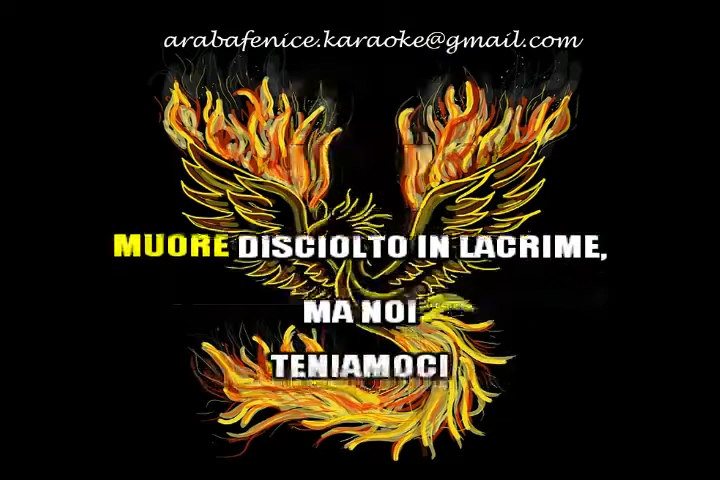 arabafenice.karaoke@gmail.com
MUORE DISCIOLTO IN LACRIME,
MA NOI
TENIAMOCI